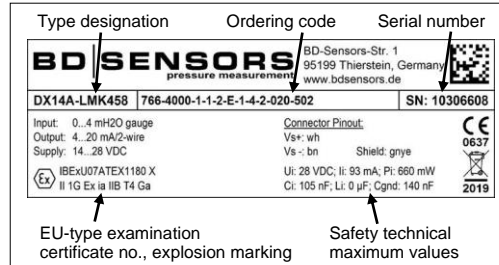 Type designation
Ordering code
Serial number
BD SENSORS
pressure measurement
BD-Sensors-Str. 1
95199 Thierstein, Germany
www.bdsensors.de
DX14A-LMK458
766-4000-1-1-2-E-1-4-2-020-502
SN: 10306608
Input: 0...4 mH2O gauge
Output: 4...20 mA/2-wire
Supply: 14...28 VDC
Connector Pinout:
Vs+: wh
Vs -: bn Shield: gnye
CE
0637
Ex
IBExU07ATEX1180 X
II 1G Ex ia IIB T4 Ga
Ui: 28 VDC; Ii: 93 mA; Pi: 660 mW
Ci: 105 nF; Li: 0 µF; Cgnd: 140 nF
2019
EU-type examination
certificate no., explosion marking
Safety technical
maximum values